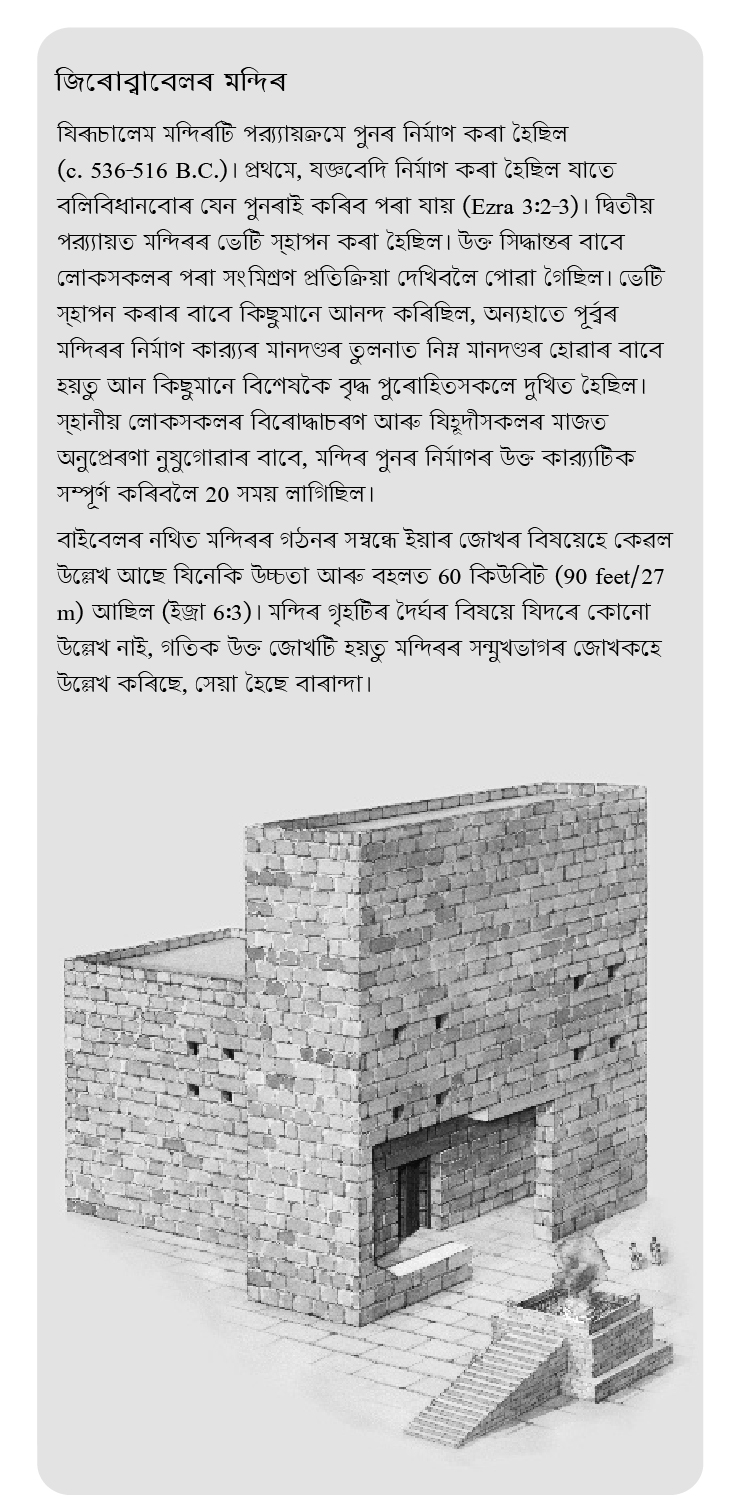 জিৰোব্বাবেলৰ মন্দিৰ
যিৰূচালেম মন্দিৰটি পৰ্য্যায়ক্ৰমে পুনৰ নিৰ্মাণ কৰা হৈছিল
(c. 536-516 B.C.)। প্ৰথমে, যজ্ঞবেদি নিৰ্মাণ কৰা হৈছিল যাতে
বলিবিধানবোৰ যেন পুনৰাই কৰিব পৰা যায় (Ezra 3:2-3)। দ্বিতীয়
পৰ্য্যায়ত মন্দিৰৰ ভেটি স্হাপন কৰা হৈছিল। উক্ত সিদ্ধান্তৰ বাবে
লোকসকলৰ পৰা সংমিশ্ৰণ প্ৰতিক্ৰিয়া দেখিবলৈ পোৱা গৈছিল। ভেটি
স্হাপন কৰাৰ বাবে কিছুমানে আনন্দ কৰিছিল, অন্যহাতে পূৰ্ব্বৰ
মন্দিৰৰ নিৰ্মাণ কাৰ্য্যৰ মানদণ্ডৰ তুলনাত নিম্ন মানদণ্ডৰ হোৱাৰ বাবে
হয়তু আন কিছুমানে বিশেষকৈ বৃদ্ধ পুৰোহিতসকলে দুখিত হৈছিল।
স্হানীয় লোকসকলৰ বিৰোদ্ধাচৰণ আৰু যিহূদীসকলৰ মাজত
অনুপ্ৰেৰণা নুযুগোৱাৰ বাবে, মন্দিৰ পুনৰ নিৰ্মাণৰ উক্ত কাৰ্য্যটিক
সম্পূৰ্ণ কৰিবলৈ 20 সময় লাগিছিল।
বাইবেলৰ নথিত মন্দিৰৰ গঠনৰ সম্বন্ধে ইয়াৰ জোখৰ বিষয়েহে কেৱল
উল্লেখ আছে যিনেকি উচ্চতা আৰু বহলত 60 কিউবিট (90 feet/27
m) আছিল (ইজ্ৰা 6:3)। মন্দিৰ গৃহটিৰ দৈৰ্ঘৰ বিষয়ে যিদৰে কোনো
উল্লেখ নাই, গতিক উক্ত জোখটি হয়তু মন্দিৰৰ সন্মুখভাগৰ জোখকহে
উল্লেখ কৰিছে, সেয়া হৈছে বাৰান্দা।